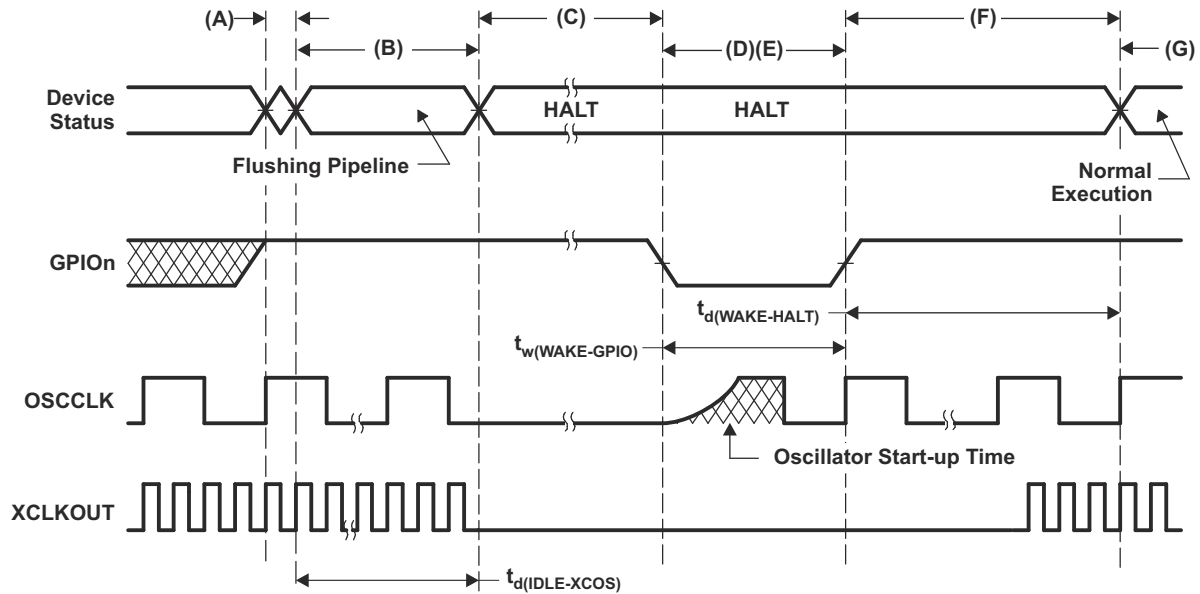 (A)
(C)
(F)
(B)
(D)(E)
(G)
Device
Status
HALT
HALT
Flushing Pipeline
Normal
Execution
GPIOn
td(WAKE-HALT)
tw(WAKE-GPIO)
OSCCLK
Oscillator Start-up Time
XCLKOUT
td(IDLE-XCOS)